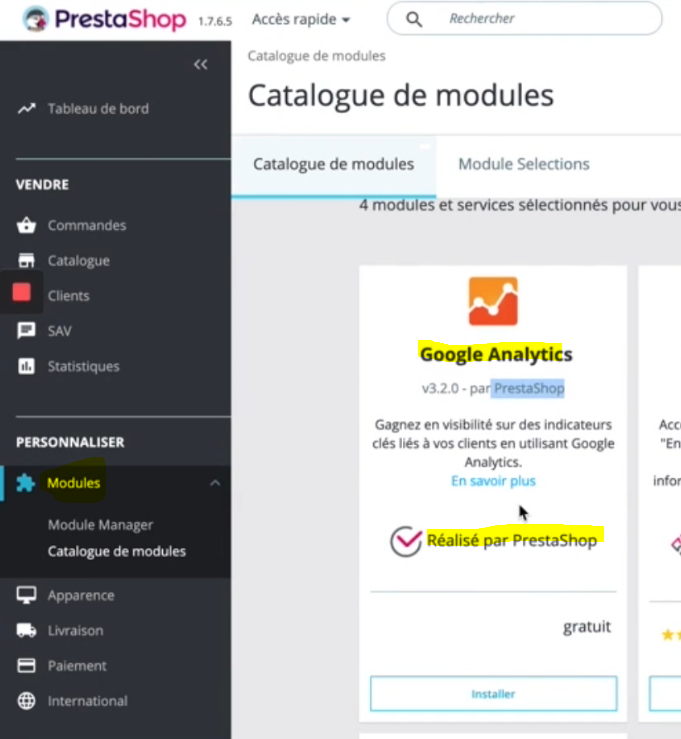 PrestaShop 1.7.6.5 Accès rapide Rechercher
Catalogue de modules
Catalogue de modules
Tableau de bord
VENDRE
Commandes
Catalogue
Clients
SAV
Statistiques
PERSONNALISER
Modules
Module Manager
Catalogue de modules
Apparence
Livraison
Paiement
International
Catalogue de modules Module Selections
4 modules et services sélectionnés pour vous
Google Analytics
v3.2.0 - par PrestaShop
Gagnez en visibilité sur des indicateurs
clés liés à vos clients en utilisant Google
Analytics.
En savoir plus
Réalisé par PrestaShop
gratuit
Installer